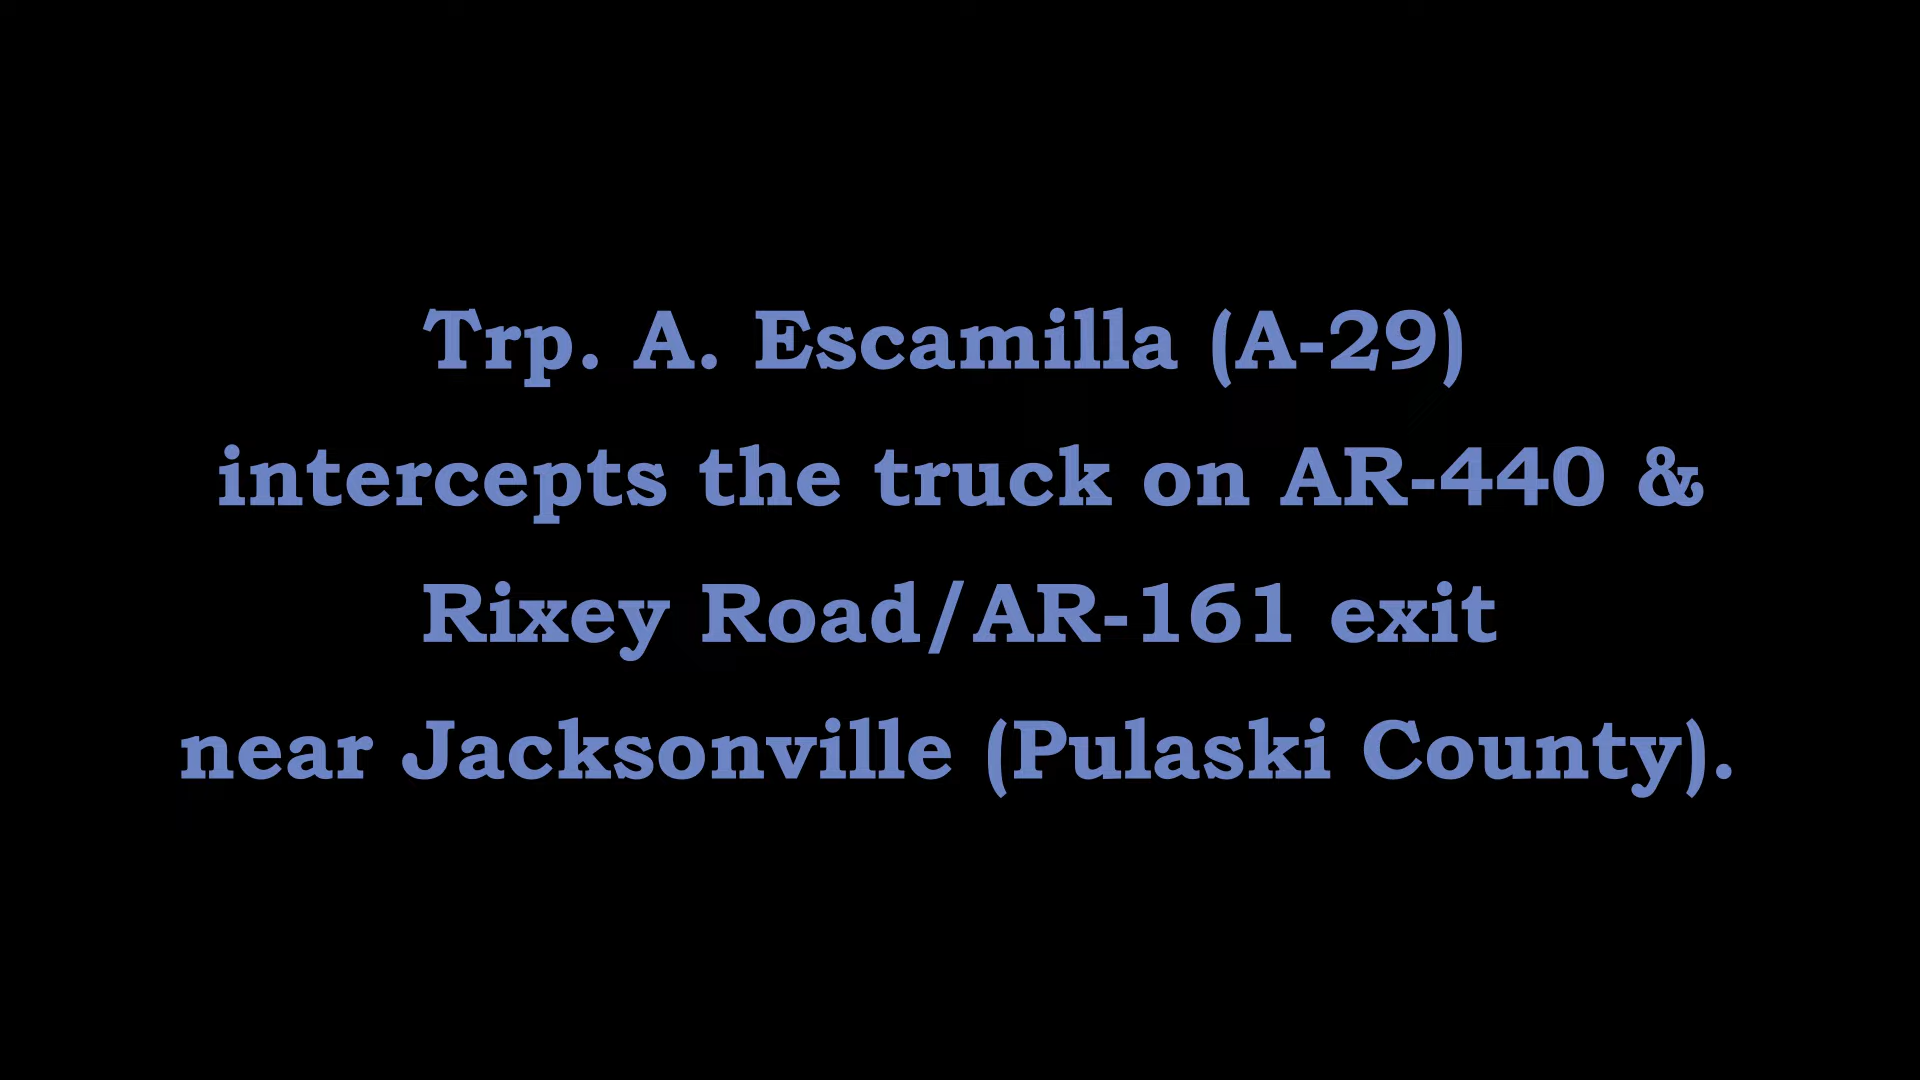 Trp. A. Escamilla (A-29)
intercepts the truck on AR-440 &
Rixey Road/AR-161 exit
near Jacksonville (Pulaski County).